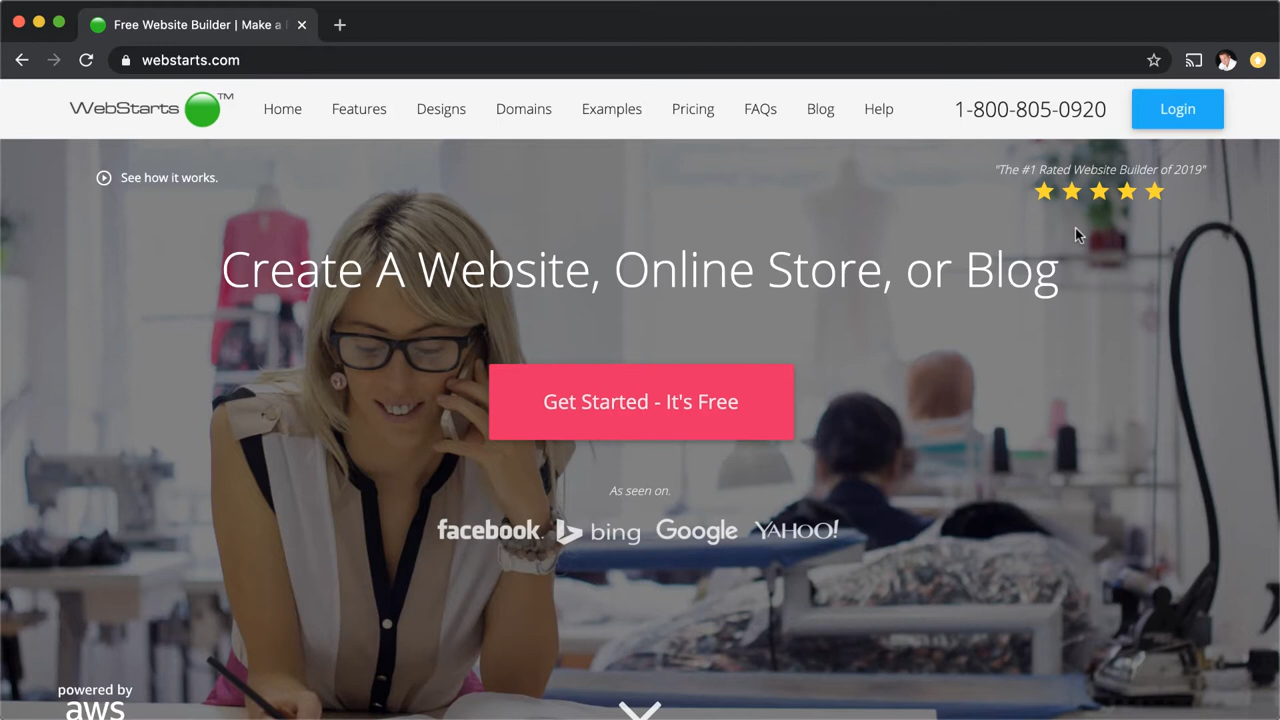 Free Website Builder | Make a
webstarts.com
WebStarts TM
Home Features Designs Domains Examples Pricing FAQs Blog Help 1-800-805-0920 Login
See how it works.
"The #1 Rated Website Builder of 2019"
Create A Website, Online Store, or Blog
Get Started - It's Free
As seen on.
facebook. bing Google YAHOO!
powered by
aws